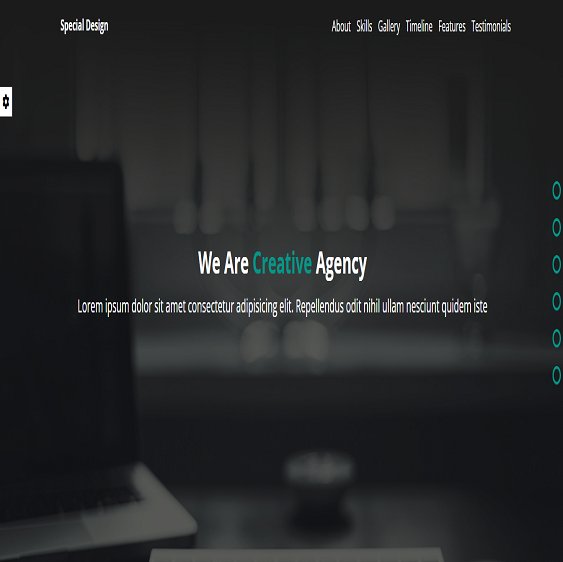 Special Design
About Skills Gallery Timeline Features Testimonials
We Are Creative Agency
Lorem ipsum dolor sit amet consectetur adipisicing elit. Repellendus odit nihil ullam nesciunt quidem iste